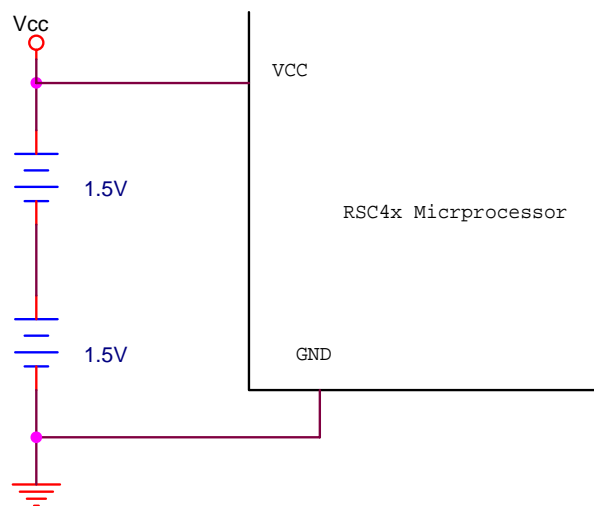 Vcc
VCC
1.5V
RSC4x Micrprocessor
1.5V
GND